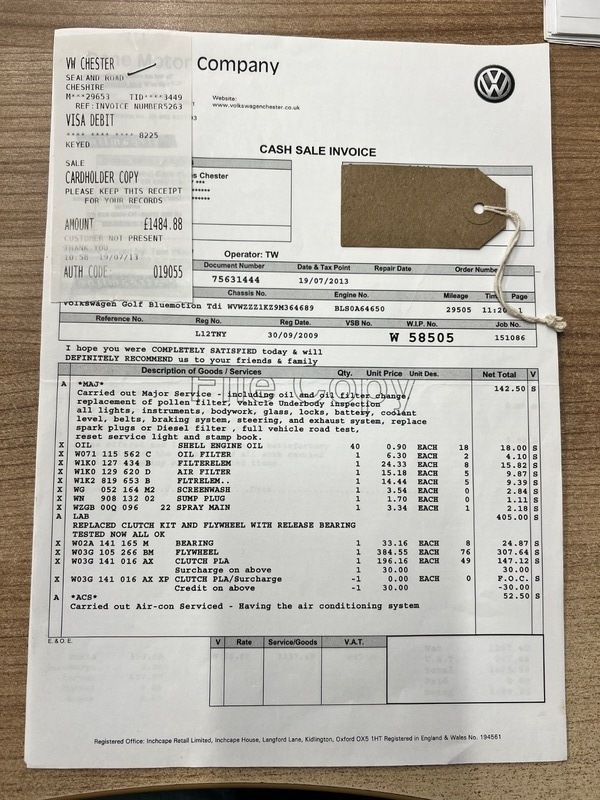 VW CHESTER
SEALAND ROAD
CHESHIRE
M***29653 TID****3449
REF:INVOICE NUMBER5263
VISA DEBIT
**** **** **** 8225
KEYED
SALE
CARDHOLDER COPY
PLEASE KEEP THIS RECEIPT
FOR YOUR RECORDS
AMOUNT £1484.88
CUSTOMER NOT PRESENT
THANK YOU
10:58 19/07/13
AUTH CODE: 019055
Company
Website:
www.volkswagenchester.co.uk
CASH SALE INVOICE
s Chester
Operator: TW
Document Number Date & Tax Point Repair Date Order Number
75631444 19/07/2013
Chassis No. Engine No. Mileage Page
Volkswagen Golf Bluemotion Tdi WVWZZZ1KZ9M364689 BLS0A64650 29505
Reference No. Reg No. Reg Date. VSB No. W.I.P. No. Job No.
L12TNY 30/09/2009 W 58505 151086
I hope you were COMPLETELY SATISFIED today & will
DEFINITELY RECOMMEND us to your friends & family
Description of Goods / Services Qty. Unit Price Unit Des. Net Total V
File Copy
A *MAJ* 142.50 S
Carried out Major Service - including oil and oil filter change
replacement of pollen filter, vehicle Underbody inspection
all lights, instruments, bodywork, glass, locks, battery, coolant
level, belts, braking system, steering, and exhaust system, replace
spark plugs or Diesel filter , full vehicle road test,
reset service light and stamp book.
X OIL SHELL ENGINE OIL 40 0.90 EACH 18 18.00 S
X W071 115 562 C OIL FILTER 1 6.30 EACH 2 4.10 S
X W1K0 127 434 B FILTERELEM 1 24.33 EACH 8 15.82 S
X W1K0 129 620 D AIR FILTER 1 15.18 EACH 5 9.87 S
X W1K2 819 653 B FLTRELEM.. 1 14.44 EACH 5 9.39 S
X WG 052 164 M2 SCREENWASH 1 3.54 EACH 0 2.84 S
X WN 908 132 02 SUMP PLUG 1 1.70 EACH 0 1.11 S
X WZGB 00Q 096 22 SPRAY MAIN 1 3.34 EACH 1 2.18 S
A LAB 405.00 S
REPLACED CLUTCH KIT AND FLYWHEEL WITH RELEASE BEARING
TESTED NOW ALL OK
X W02A 141 165 M BEARING 1 33.16 EACH 8 24.87 S
X W03G 105 266 BM FLYWHEEL 1 384.55 EACH 76 307.64 S
X W03G 141 016 AX CLUTCH PLA 1 196.16 EACH 49 147.12 S
Surcharge on above 1 30.00 30.00 S
X W03G 141 016 AX XP CLUTCH PLA/Surcharge -1 0.00 EACH 0 F.O.C. S
Credit on above -1 30.00 -30.00 S
A *ACS* 52.50 S
Carried out Air-con Serviced - Having the air conditioning system
E. & O. E.
V Rate Service/Goods V.A.T.
Registered Office: Inchcape Retail Limited, Inchcape House, Langford Lane, Kidlington, Oxford OX5 1HT Registered in England & Wales No. 194561